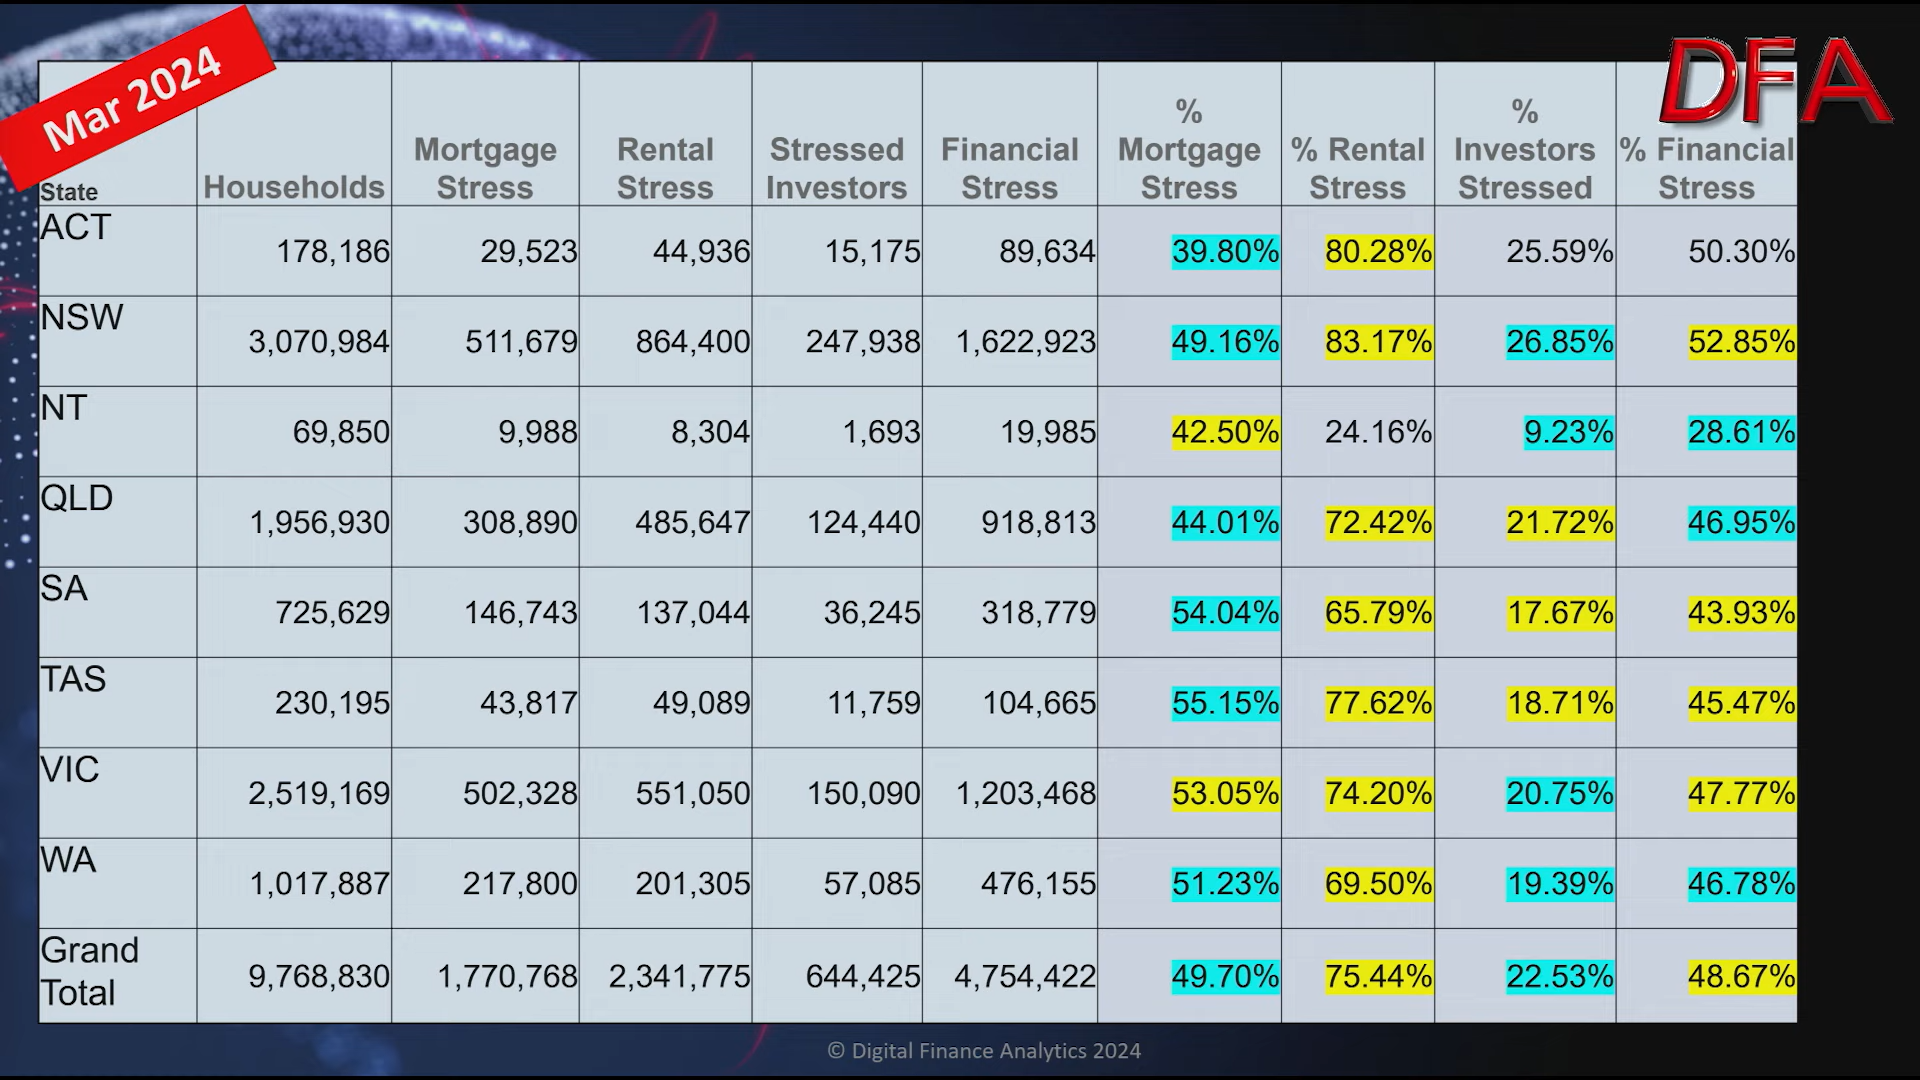 Mar 2024
DFA
State
Households
Mortgage
Stress
Rental
Stress
Stressed
Investors
Financial
Stress
%
Mortgage
Stress
% Rental
Stress
%
Investors
Stressed
% Financial
Stress
ACT 178,186 29,523 44,936 15,175 89,634 39.80% 80.28% 25.59% 50.30%
NSW 3,070,984 511,679 864,400 247,938 1,622,923 49.16% 83.17% 26.85% 52.85%
NT 69,850 9,988 8,304 1,693 19,985 42.50% 24.16% 9.23% 28.61%
QLD 1,956,930 308,890 485,647 124,440 918,813 44.01% 72.42% 21.72% 46.95%
SA 725,629 146,743 137,044 36,245 318,779 54.04% 65.79% 17.67% 43.93%
TAS 230,195 43,817 49,089 11,759 104,665 55.15% 77.62% 18.71% 45.47%
VIC 2,519,169 502,328 551,050 150,090 1,203,468 53.05% 74.20% 20.75% 47.77%
WA 1,017,887 217,800 201,305 57,085 476,155 51.23% 69.50% 19.39% 46.78%
Grand
Total 9,768,830 1,770,768 2,341,775 644,425 4,754,422 49.70% 75.44% 22.53% 48.67%
© Digital Finance Analytics 2024